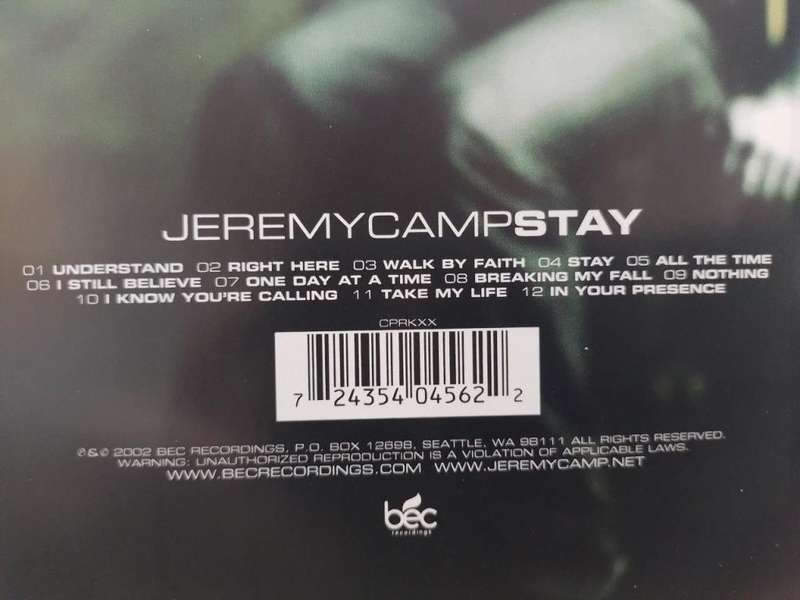 JEREMYCAMPSTAY
01 UNDERSTAND 02 RIGHT HERE 03 WALK BY FAITH 04 STAY 05 ALL THE TIME
06 I STILL BELIEVE 07 ONE DAY AT A TIME 08 BREAKING MY FALL 09 NOTHING
10 I KNOW YOU'RE CALLING 11 TAKE MY LIFE 12 IN YOUR PRESENCE
CPRKXX
7 24354 04562 2
℗&© 2002 BEC RECORDINGS, P.O. BOX 12698, SEATTLE, WA 98111 ALL RIGHTS RESERVED.
WARNING: UNAUTHORIZED REPRODUCTION IS A VIOLATION OF APPLICABLE LAWS.
WWW.BECRECORDINGS.COM WWW.JEREMYCAMP.NET
bec
recordings